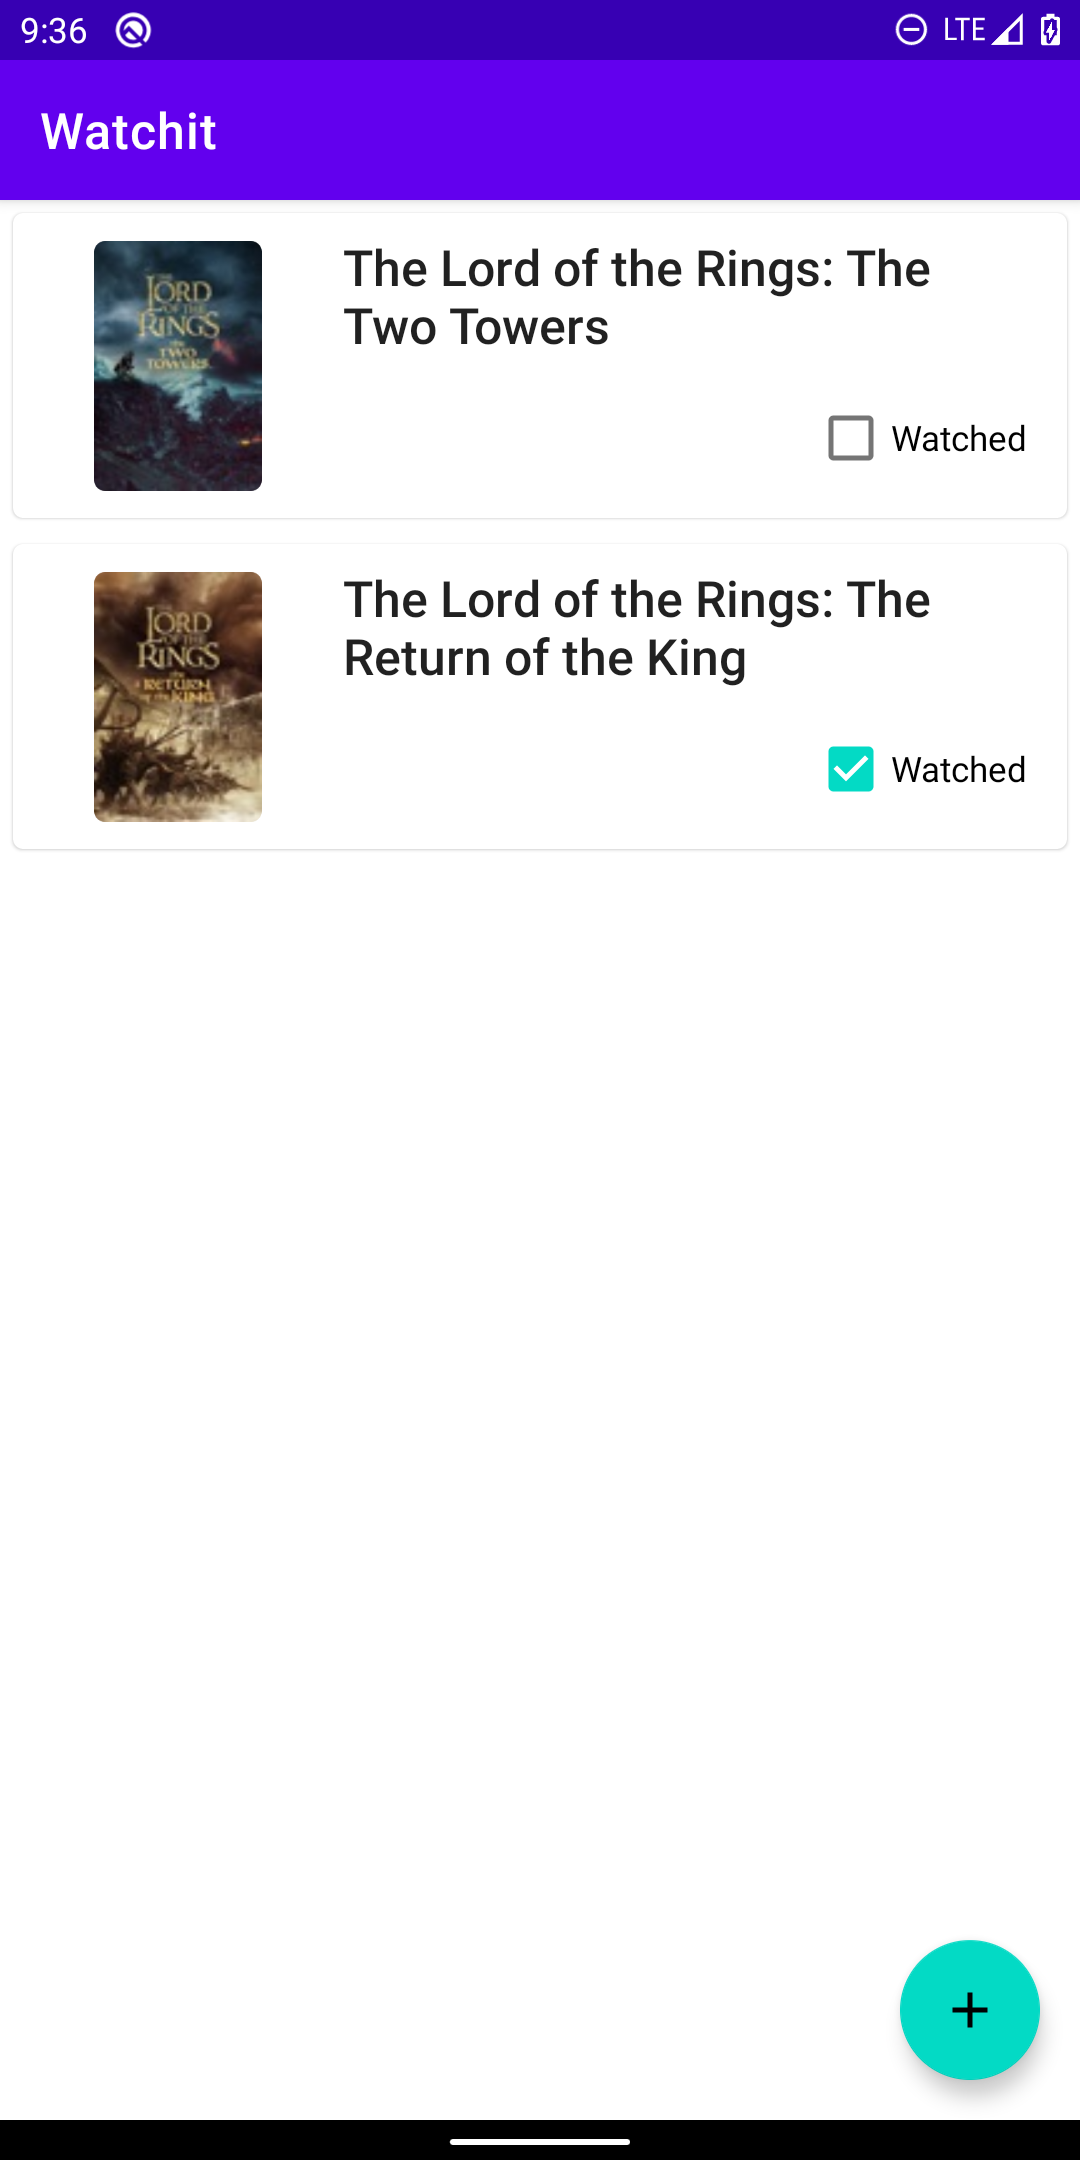 9:36
LTE
Watchit
THE
LORD
OF THE
RINGS
THE
TWO
TOWERS
The Lord of the Rings: The
Two Towers
Watched
THE
LORD
OF THE
RINGS
THE
RETURN
OF THE KING
The Lord of the Rings: The
Return of the King
Watched